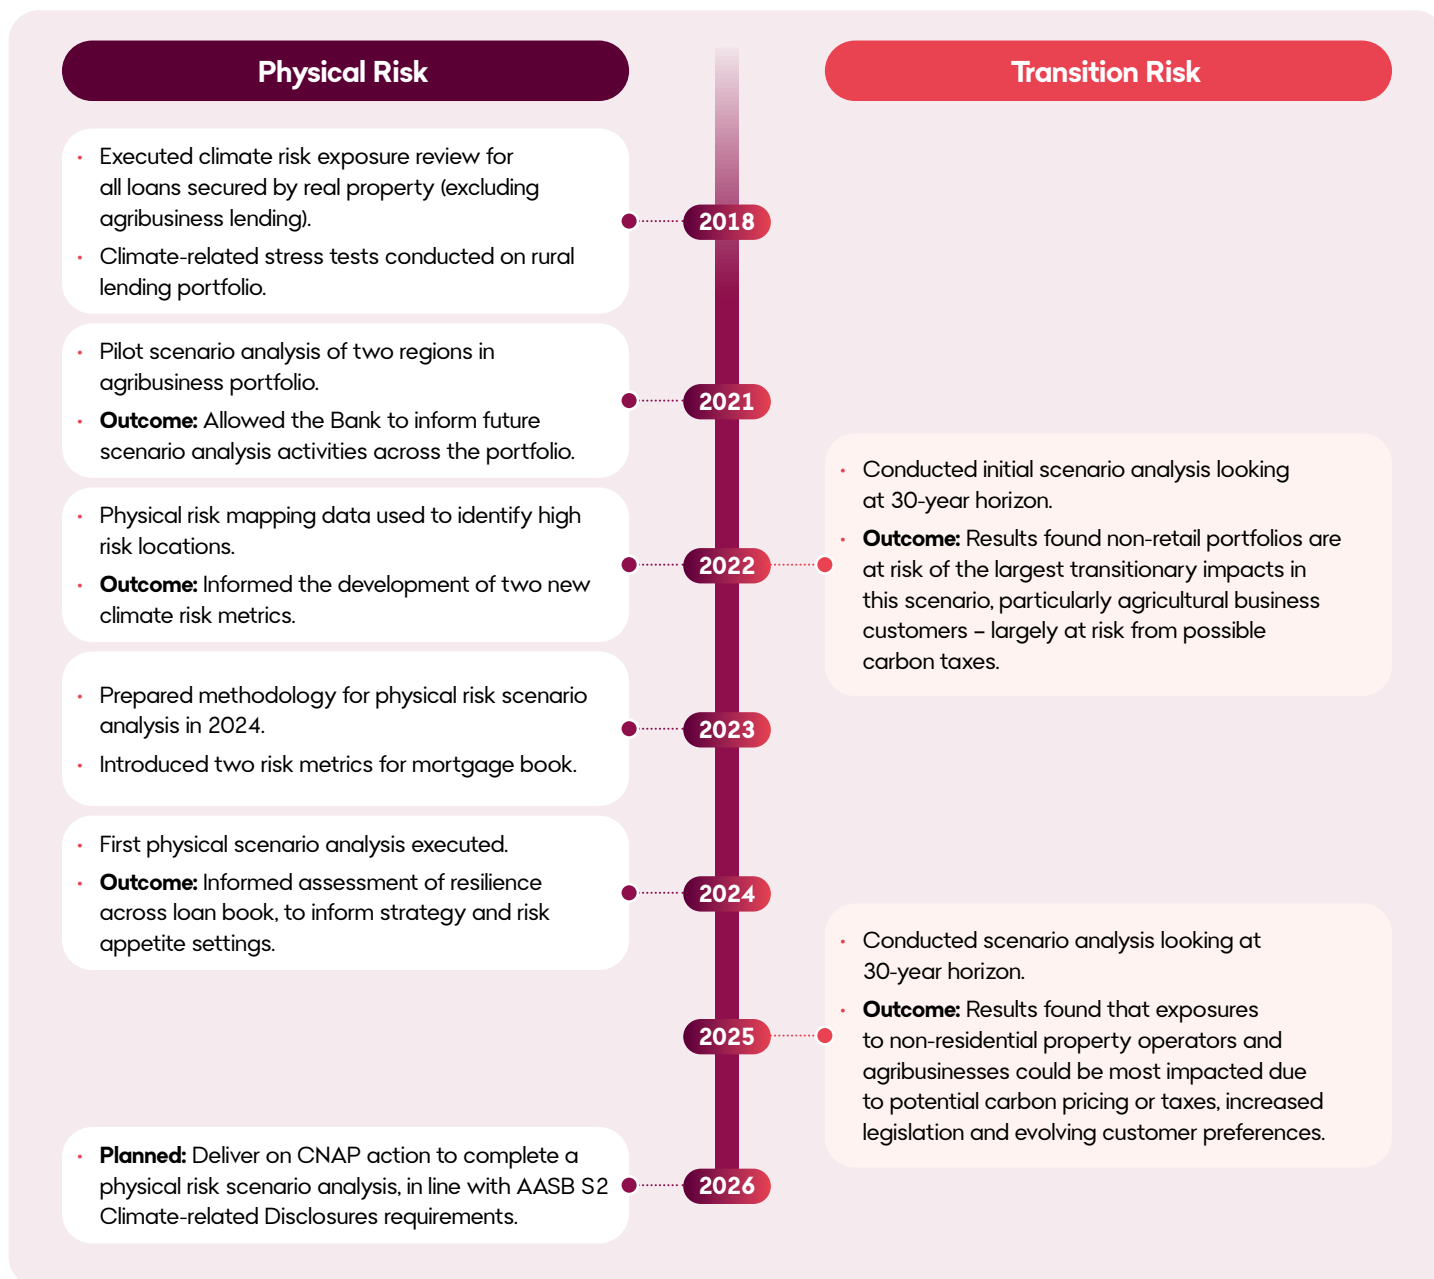 Physical Risk
Transition Risk
• Executed climate risk exposure review for
all loans secured by real property (excluding
agribusiness lending).
• Climate-related stress tests conducted on rural
lending portfolio.
2018
• Pilot scenario analysis of two regions in
agribusiness portfolio.
• Outcome: Allowed the Bank to inform future
scenario analysis activities across the portfolio.
2021
• Physical risk mapping data used to identify high
risk locations.
• Outcome: Informed the development of two new
climate risk metrics.
2022
• Conducted initial scenario analysis looking
at 30-year horizon.
• Outcome: Results found non-retail portfolios are
at risk of the largest transitionary impacts in
this scenario, particularly agricultural business
customers – largely at risk from possible
carbon taxes.
• Prepared methodology for physical risk scenario
analysis in 2024.
• Introduced two risk metrics for mortgage book.
2023
• First physical scenario analysis executed.
• Outcome: Informed assessment of resilience
across loan book, to inform strategy and risk
appetite settings.
2024
2025
• Conducted scenario analysis looking at
30-year horizon.
• Outcome: Results found that exposures
to non-residential property operators and
agribusinesses could be most impacted due
to potential carbon pricing or taxes, increased
legislation and evolving customer preferences.
• Planned: Deliver on CNAP action to complete a
physical risk scenario analysis, in line with AASB S2
Climate-related Disclosures requirements.
2026